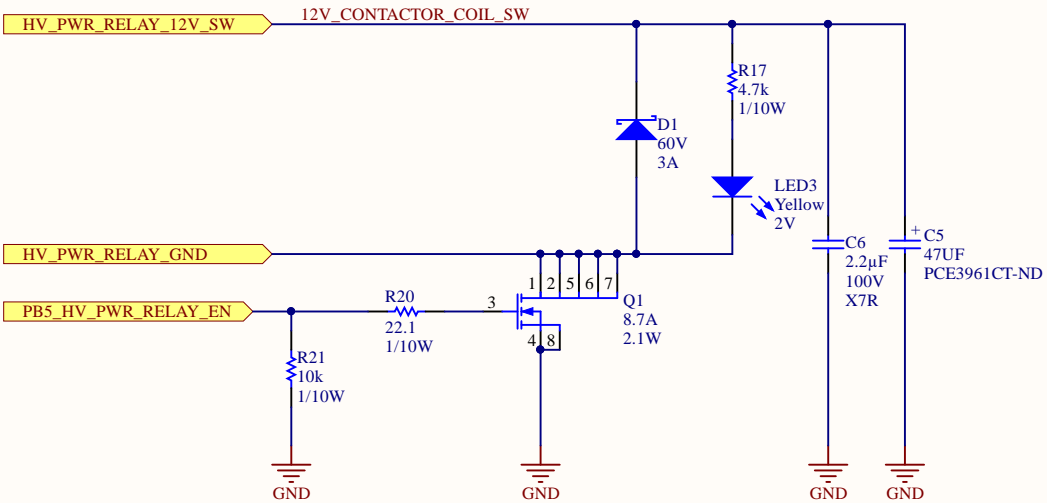 12V_CONTACTOR_COIL_SW
HV_PWR_RELAY_12V_SW
R17
4.7k
1/10W
D1
60V
3A
LED3
Yellow
2V
HV_PWR_RELAY_GND
C6
2.2µF
100V
X7R
+
C5
47UF
PCE3961CT-ND
1
2
5
6
7
PB5_HV_PWR_RELAY_EN
R20
22.1
1/10W
3
Q1
8.7A
2.1W
4
8
R21
10k
1/10W
GND
GND
GND
GND